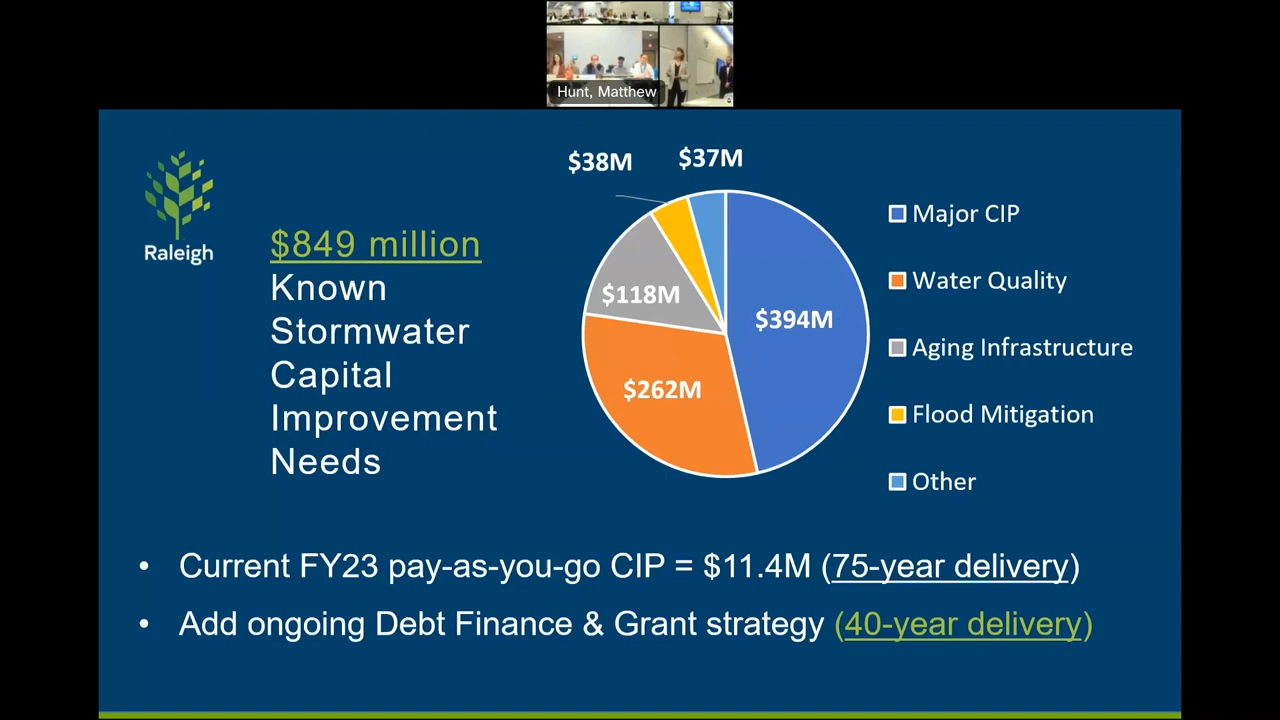 Hunt, Matthew
Raleigh
$849 million
Known
Stormwater
Capital
Improvement
Needs
$38M
$37M
$394M
$118M
$262M
Major CIP
Water Quality
Aging Infrastructure
Flood Mitigation
Other
• Current FY23 pay-as-you-go CIP = $11.4M (75-year delivery)
• Add ongoing Debt Finance & Grant strategy (40-year delivery)